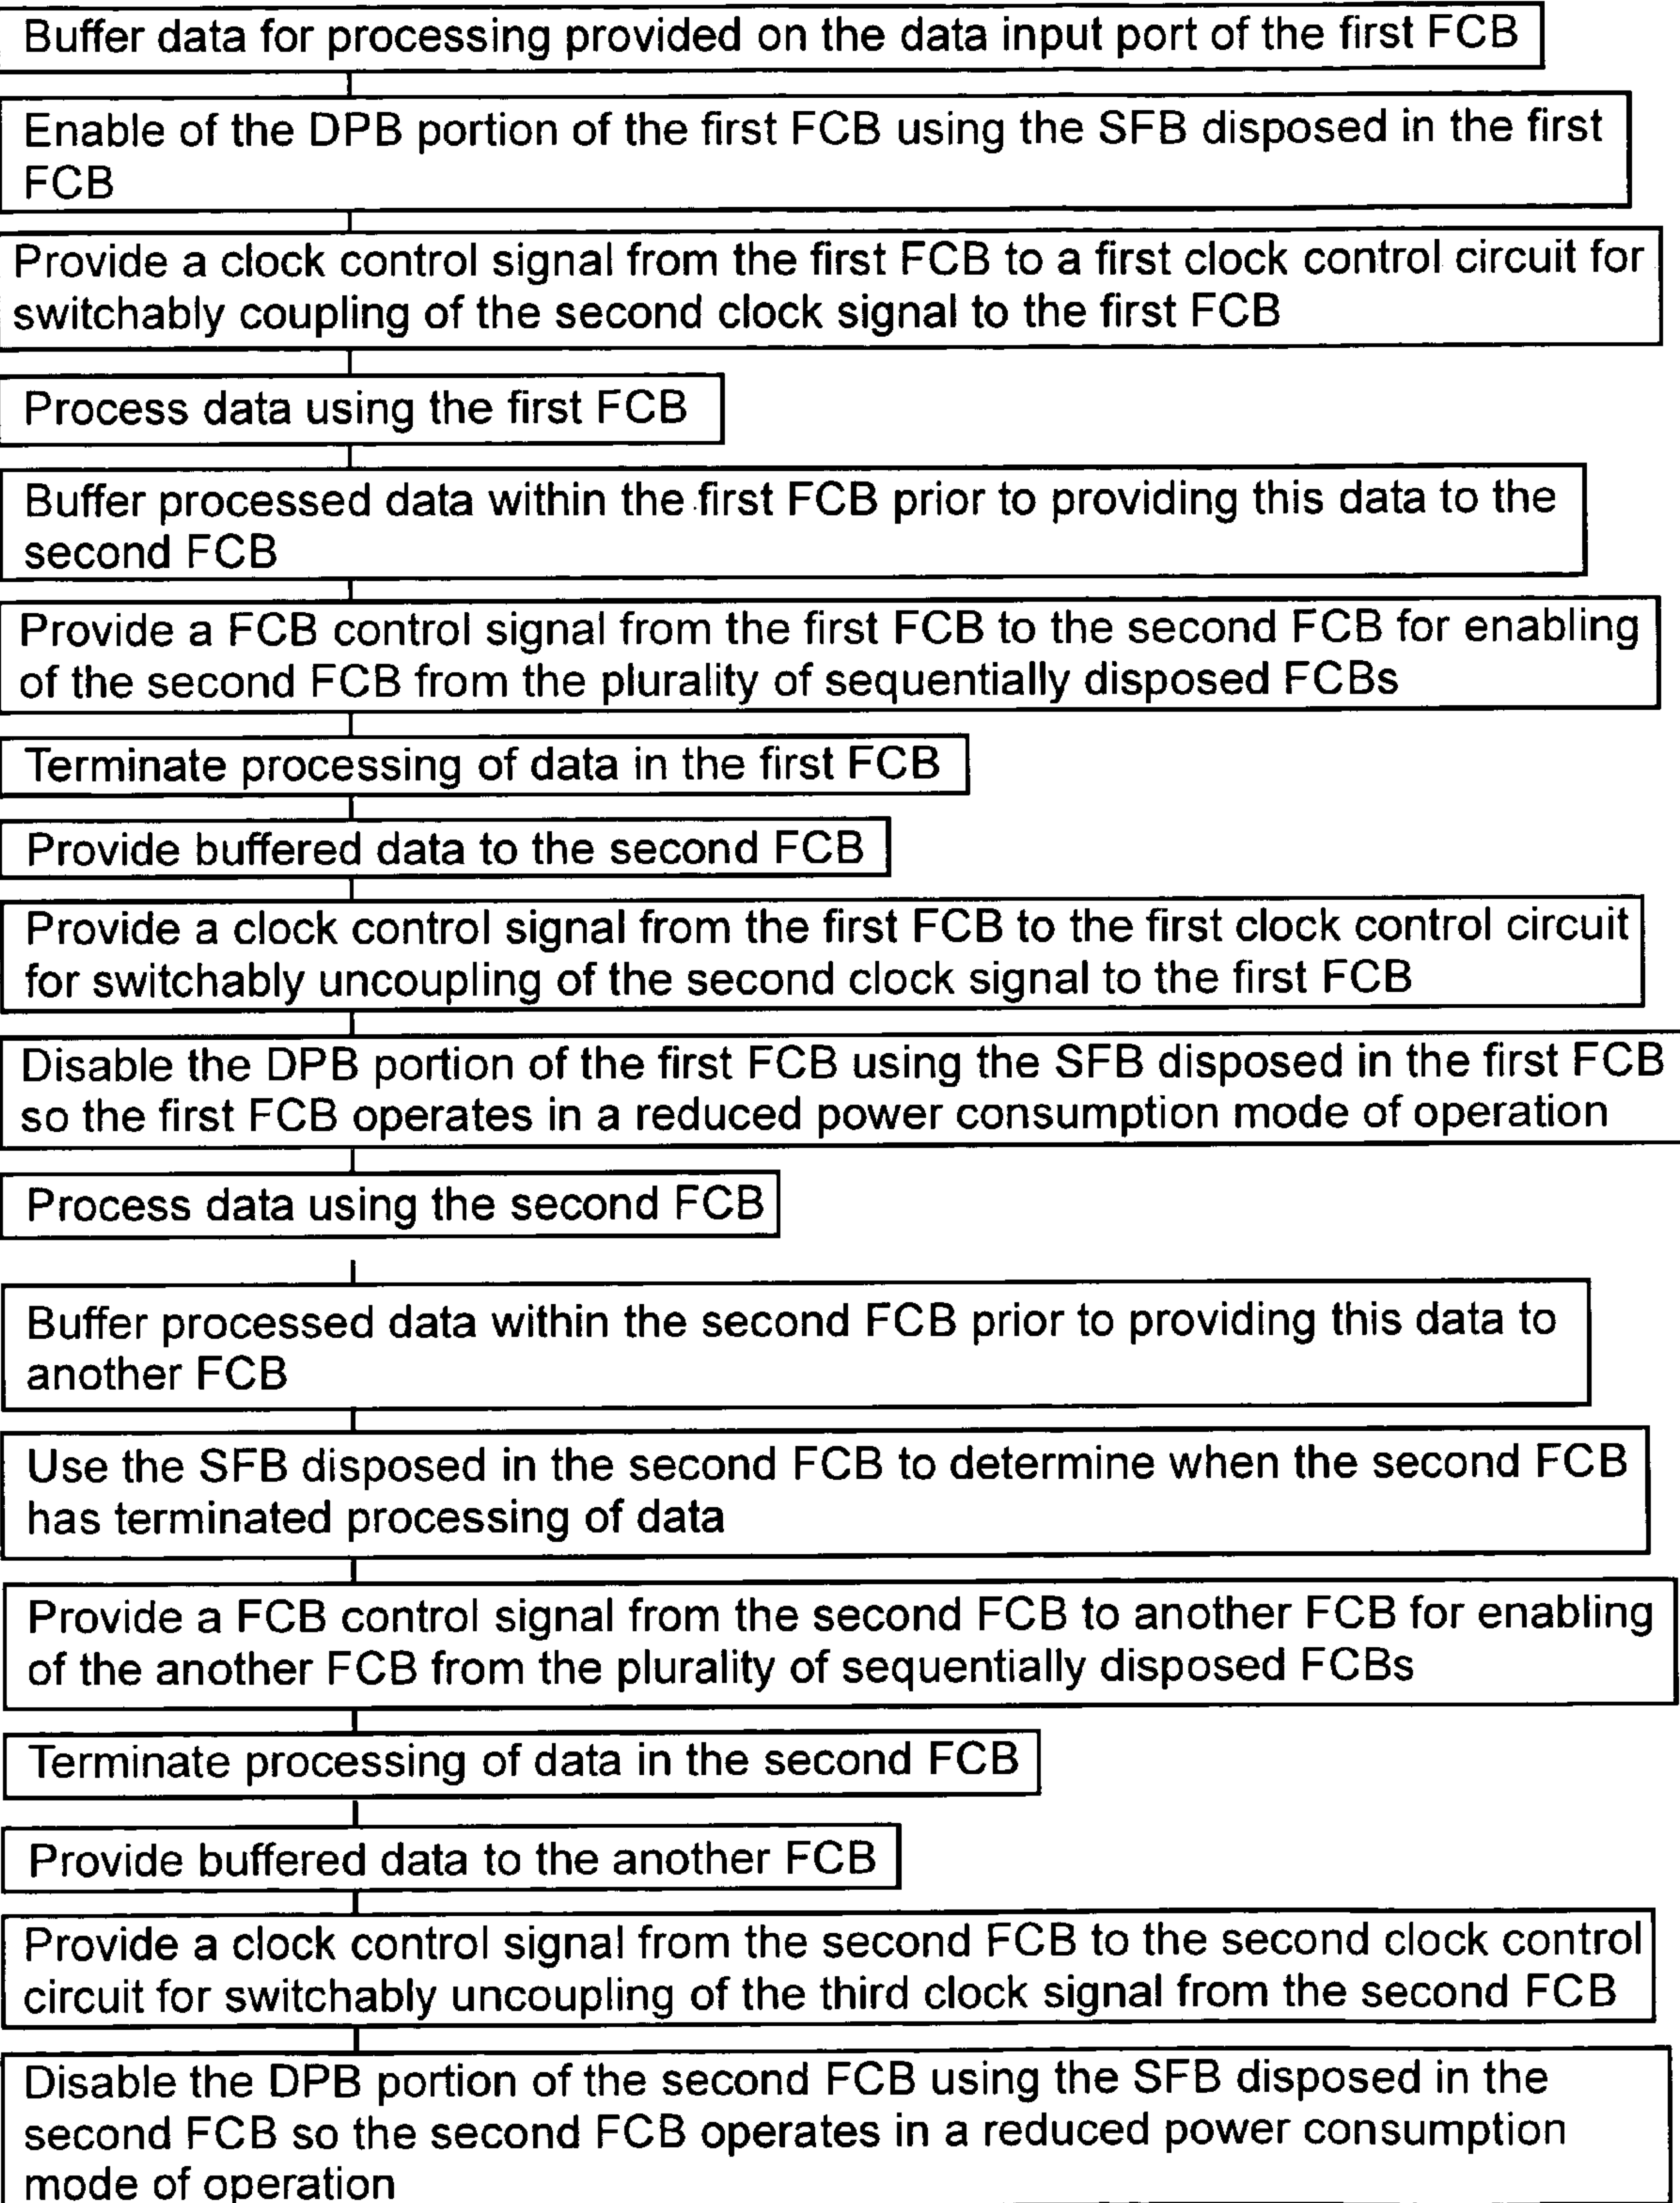 Buffer data for processing provided on the data input port of the first FCB
Enable of the DPB portion of the first FCB using the SFB disposed in the first
FCB
Provide a clock control signal from the first FCB to a first clock control circuit for
switchably coupling of the second clock signal to the first FCB
Process data using the first FCB
Buffer processed data within the first FCB prior to providing this data to the
second FCB
Provide a FCB control signal from the first FCB to the second FCB for enabling
of the second FCB from the plurality of sequentially disposed FCBs
Terminate processing of data in the first FCB
Provide buffered data to the second FCB
Provide a clock control signal from the first FCB to the first clock control circuit
for switchably uncoupling of the second clock signal to the first FCB
Disable the DPB portion of the first FCB using the SFB disposed in the first FCB
so the first FCB operates in a reduced power consumption mode of operation
Process data using the second FCB
Buffer processed data within the second FCB prior to providing this data to
another FCB
Use the SFB disposed in the second FCB to determine when the second FCB
has terminated processing of data
Provide a FCB control signal from the second FCB to another FCB for enabling
of the another FCB from the plurality of sequentially disposed FCBs
Terminate processing of data in the second FCB
Provide buffered data to the another FCB
Provide a clock control signal from the second FCB to the second clock control
circuit for switchably uncoupling of the third clock signal from the second FCB
Disable the DPB portion of the second FCB using the SFB disposed in the
second FCB so the second FCB operates in a reduced power consumption
mode of operation